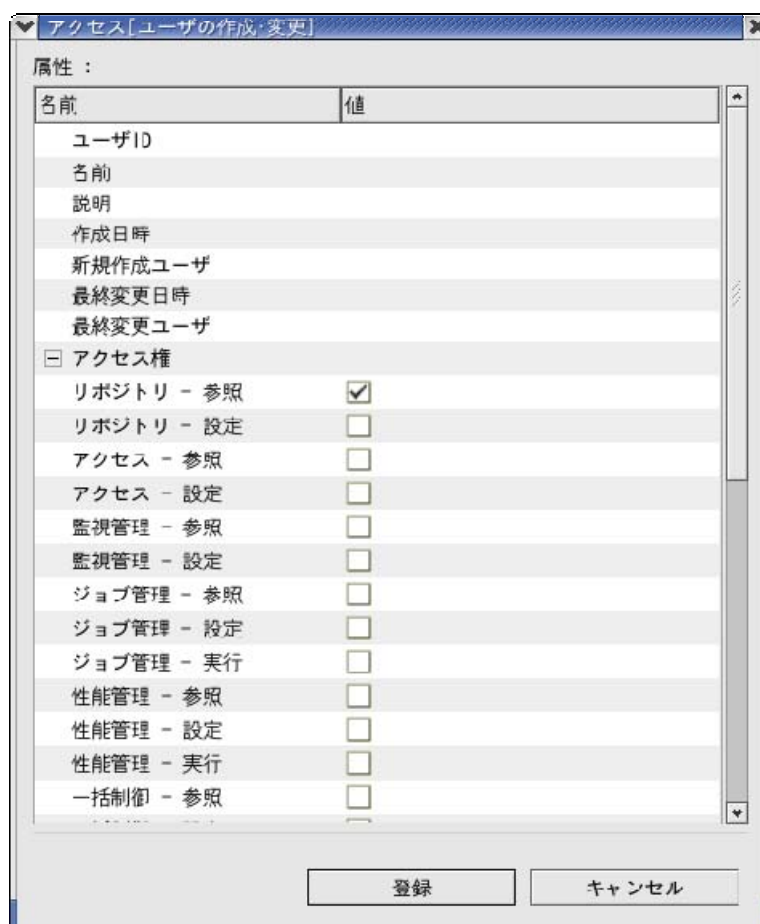 アクセス[ユーザの作成・変更]
属性 :
名前 値
ユーザID
名前
説明
作成日時
新規作成ユーザ
最終変更日時
最終変更ユーザ
アクセス権
リポジトリ - 参照
リポジトリ - 設定
アクセス - 参照
アクセス - 設定
監視管理 - 参照
監視管理 - 設定
ジョブ管理 - 参照
ジョブ管理 - 設定
ジョブ管理 - 実行
性能管理 - 参照
性能管理 - 設定
性能管理 - 実行
一括制御 - 参照
登録 キャンセル